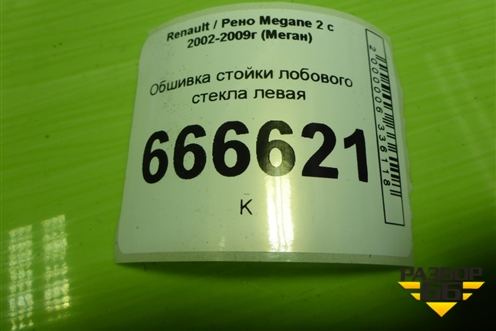 Renault / Рено Megane 2 с
2002-2009г (Меган)
Обшивка стойки лобового
стекла левая
666621
К
2000006336118
РАЗБОР
66